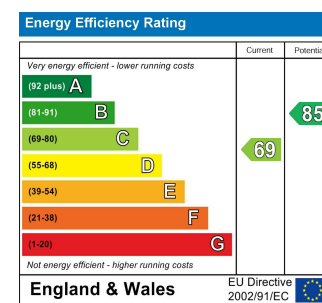 Energy Efficiency Rating
Current Potentia
Very energy efficient - lower running costs
(92 plus) A
(81-91) B
85
(69-80) C
69
(55-68) D
(39-54) E
(21-38) F
(1-20) G
Not energy efficient - higher running costs
England & Wales
EU Directive
2002/91/EC